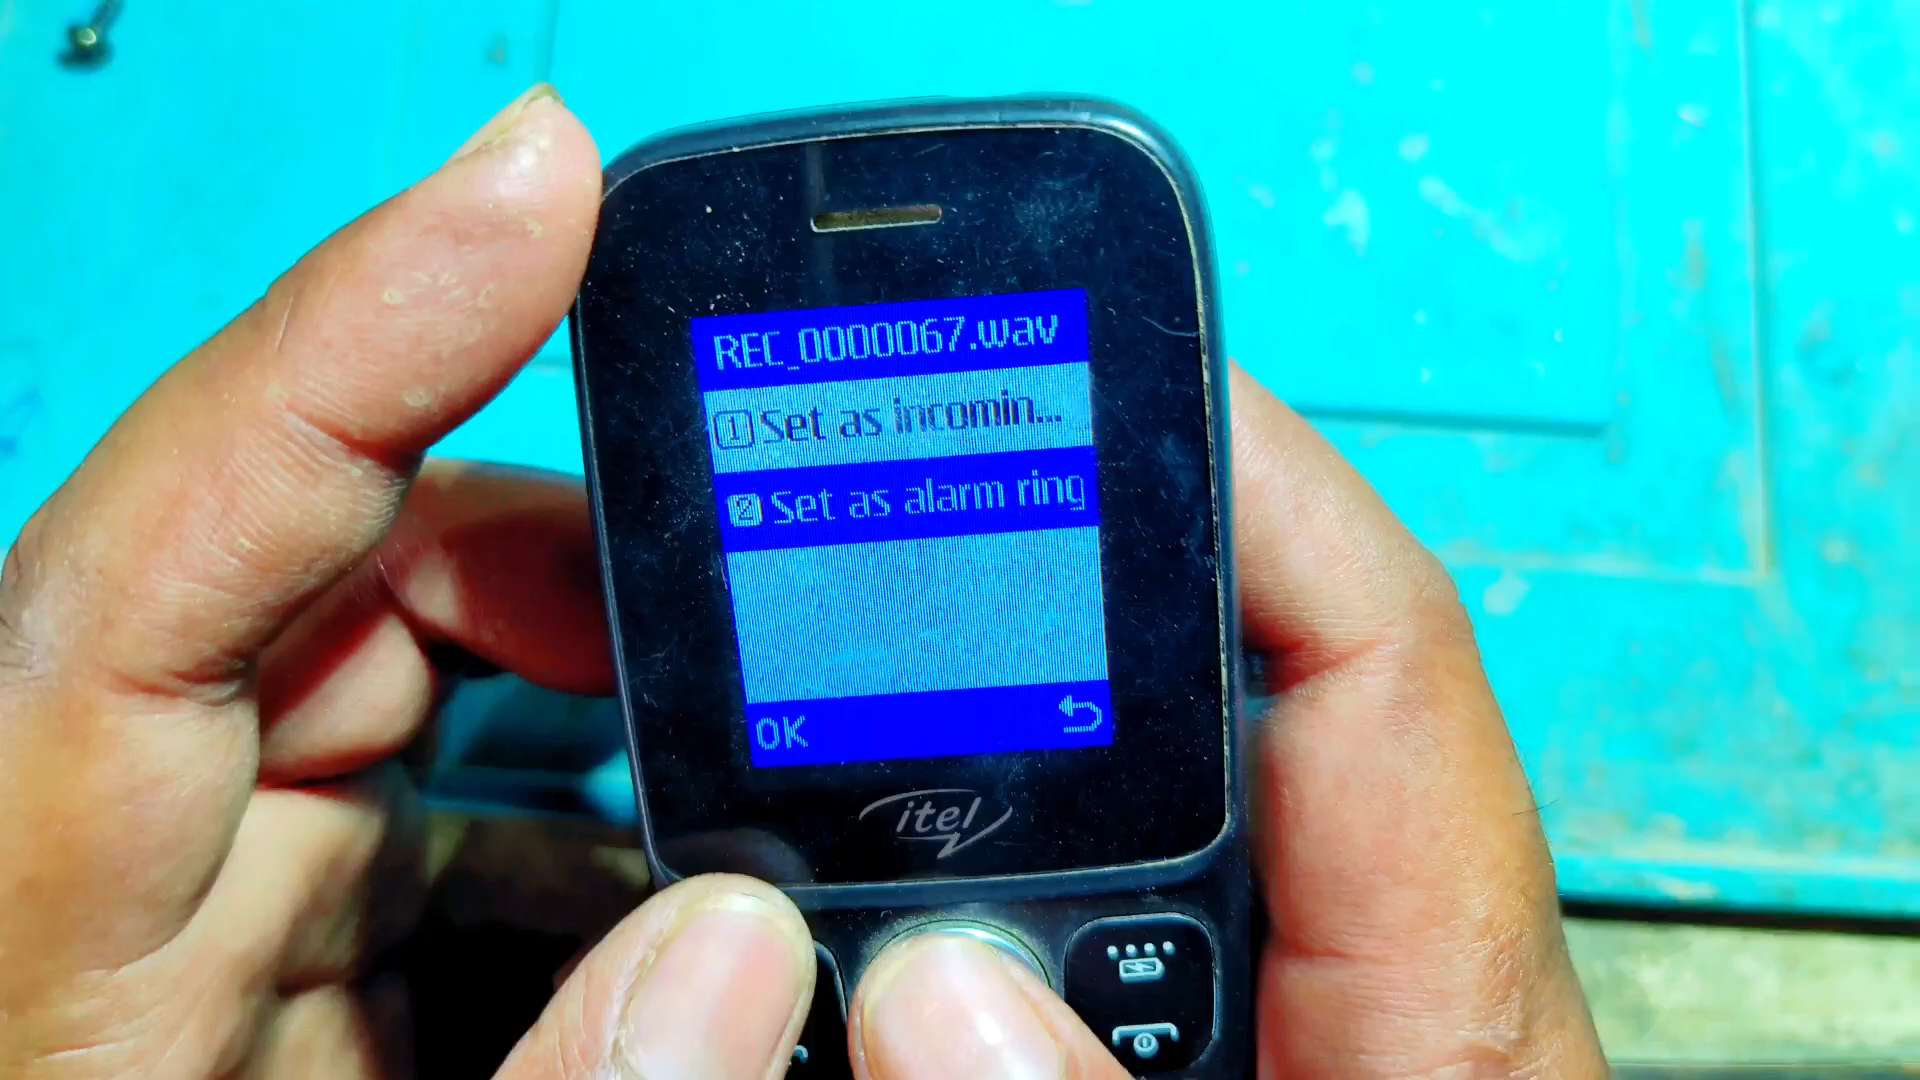 REC_0000067.wav
1 Set as incomin...
2 Set as alarm ring
OK
itel